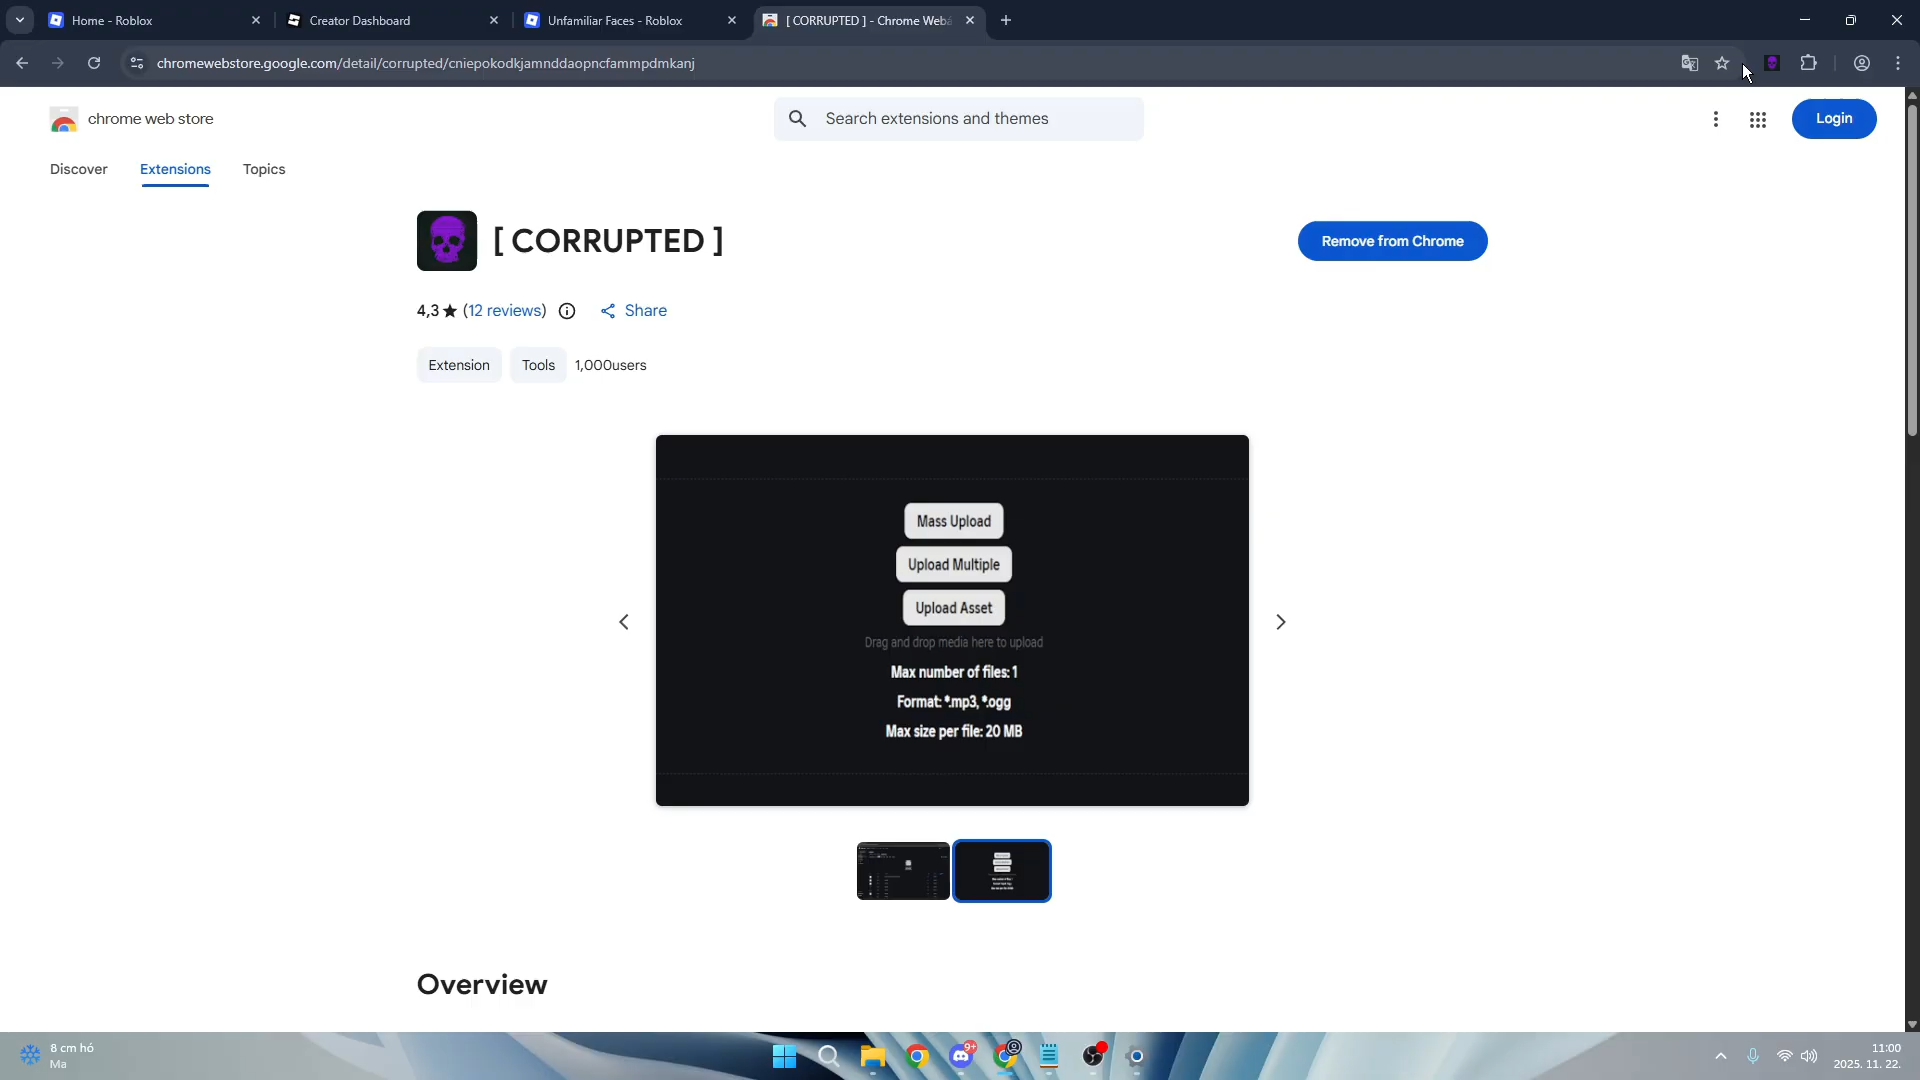 Home - Roblox
Creator Dashboard
Unfamiliar Faces - Roblox
[ CORRUPTED ] - Chrome Webá
chromewebstore.google.com/detail/corrupted/cniepokodkjamnddaopncfammpdmkanj
chrome web store
Search extensions and themes
Login
Discover
Extensions
Topics
[ CORRUPTED ]
Remove from Chrome
4,3★ (12 reviews)
Share
Extension
Tools
1,000users
Mass Upload
Upload Multiple
Upload Asset
Drag and drop media here to upload
Max number of files: 1
Format: *.mp3, *.ogg
Max size per file: 20 MB
Overview
8 cm hó
Ma
9+
11:00
2025. 11. 22.